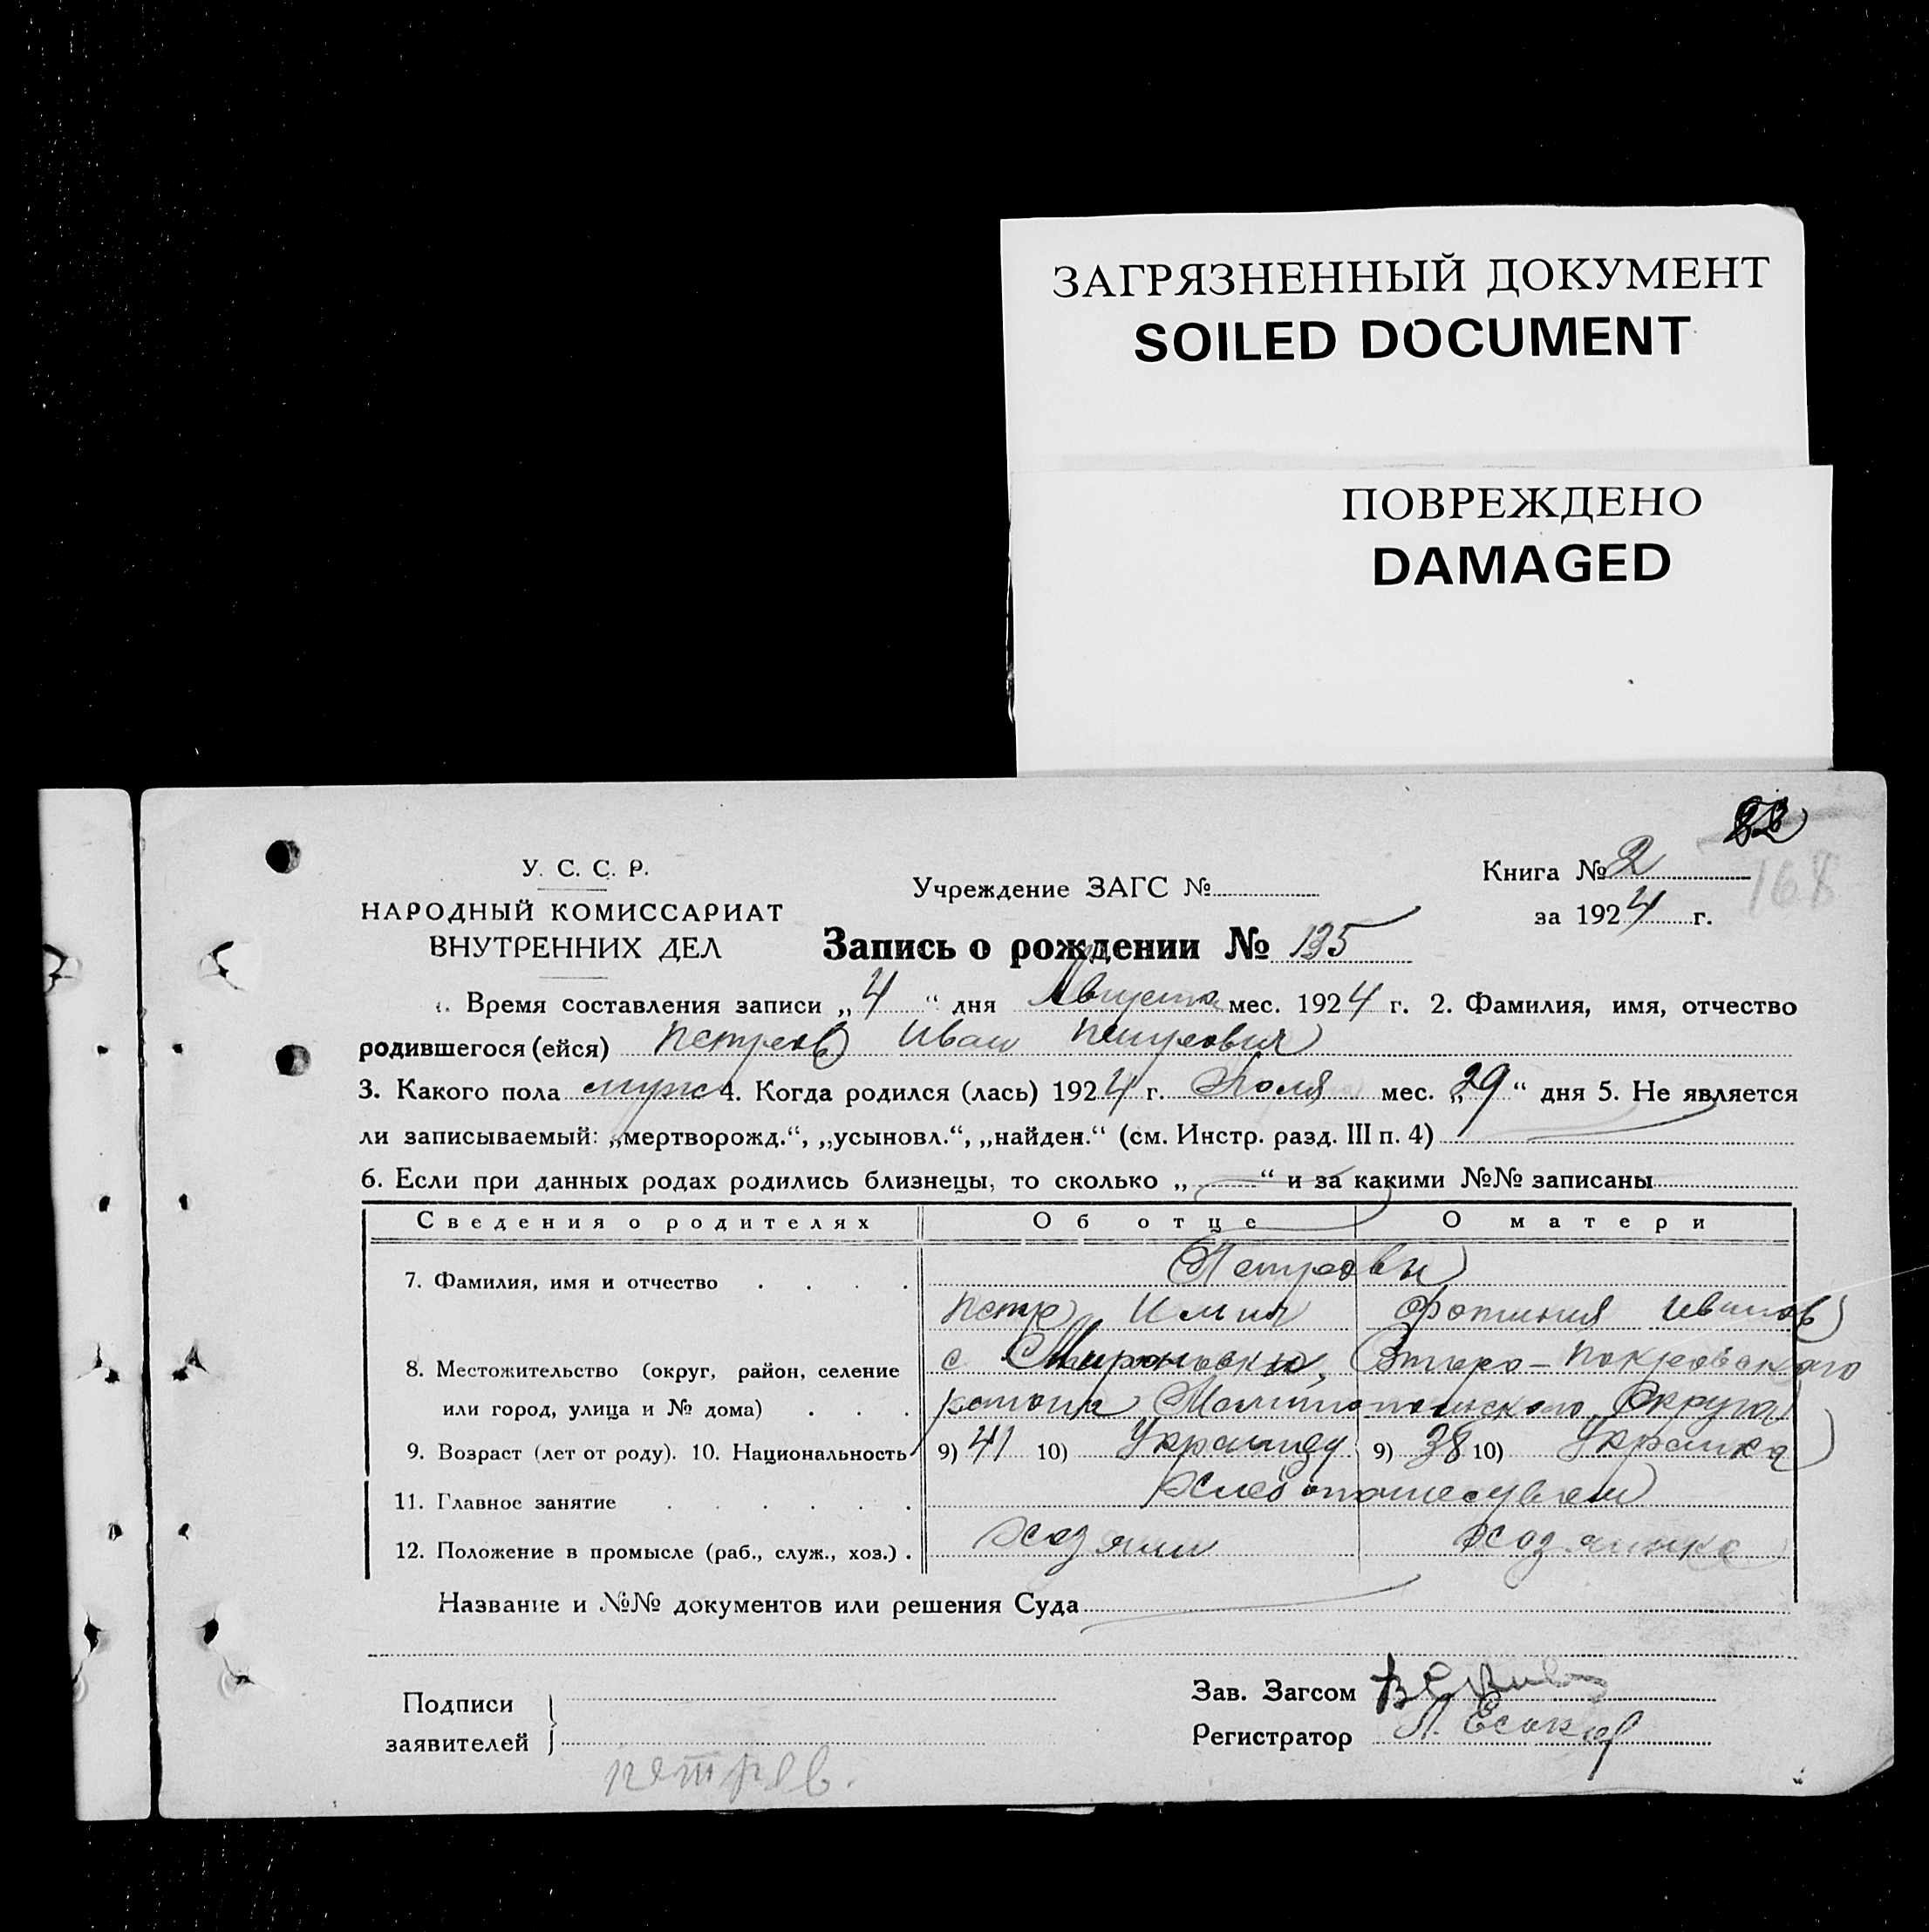 ЗАГРЯЗНЕННЫЙ ДОКУМЕНТ
SOILED DOCUMENT
ПОВРЕЖДЕНО
DAMAGED
168
У. С. С. Р.
НАРОДНЫЙ КОМИССАРИАТ
ВНУТРЕННИХ ДЕЛ
Учреждение ЗАГС №
Книга № 2
за 1924 г.
Запись о рождении № 135
1. Время составления записи „4“ дня Августа мес. 1924 г. 2. Фамилия, имя, отчество
родившегося (ейся) Петров Иван Петрович
3. Какого пола муж 4. Когда родился (лась) 1924 г. Июля мес. „29“ дня 5. Не является
ли записываемый: „мертворожд.“, „усыновл.“, „найден.“ (см. Инстр. разд. III п. 4)
6. Если при данных родах родились близнецы, то сколько „ “ и за какими №№ записаны
Сведения о родителях Об отце О матери
7. Фамилия, имя и отчество Петровы
Петр Фотиния Иванов
8. Местожительство (округ, район, селение с Покровского
или город, улица и № дома) района Мелитопольского Округа
9. Возраст (лет от роду). 10. Национальность 9) 41 10) Украинец 9) 38 10) Украинка
11. Главное занятие Хлебопашеством
12. Положение в промысле (раб., служ., хоз.). хозяин хозяйка
Название и №№ документов или решения Суда
Подписи
заявителей
Зав. Загсом
Регистратор
петров.